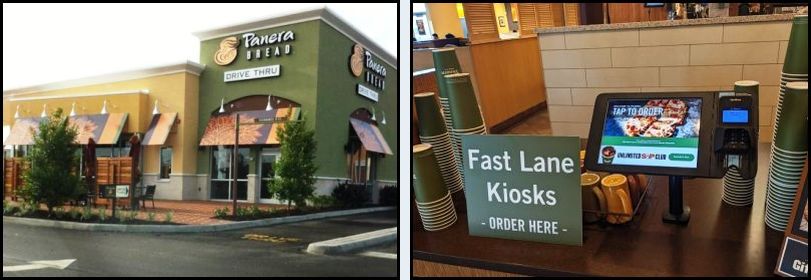 Panera
BREAD
DRIVE THRU
Panera
BREAD
DRIVE THRU
TAP TO ORDER
UNLIMITED SIP CLUB
Fast Lane
Kiosks
- ORDER HERE -